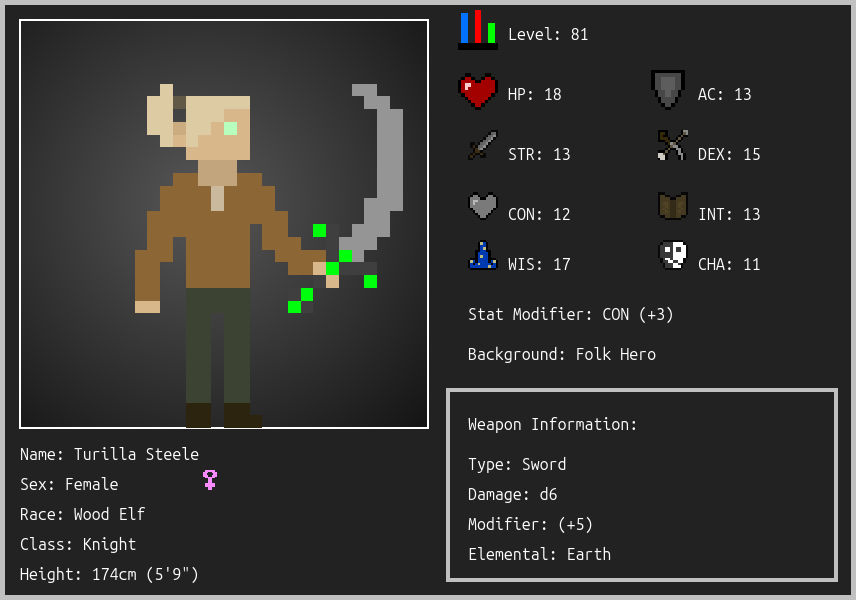 Level: 81
HP: 18
AC: 13
STR: 13
DEX: 15
CON: 12
INT: 13
WIS: 17
CHA: 11
Stat Modifier: CON (+3)
Background: Folk Hero
Weapon Information:
Type: Sword
Damage: d6
Modifier: (+5)
Elemental: Earth
Name: Turilla Steele
Sex: Female
Race: Wood Elf
Class: Knight
Height: 174cm (5'9")